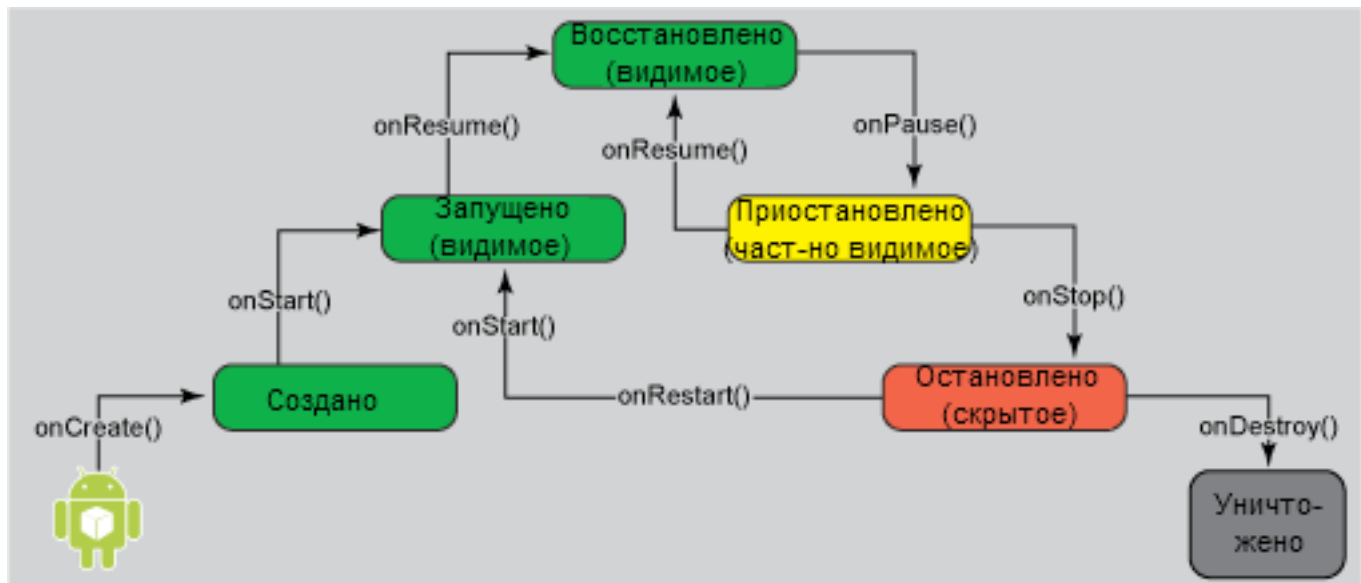 Восстановлено
(видимое)
onResume()
onPause()
onResume()
Запущено
(видимое)
Приостановлено
(част-но видимое)
onStart()
onStop()
onStart()
Создано
Остановлено
(скрытое)
onRestart()
onCreate()
onDestroy()
Уничто-
жено